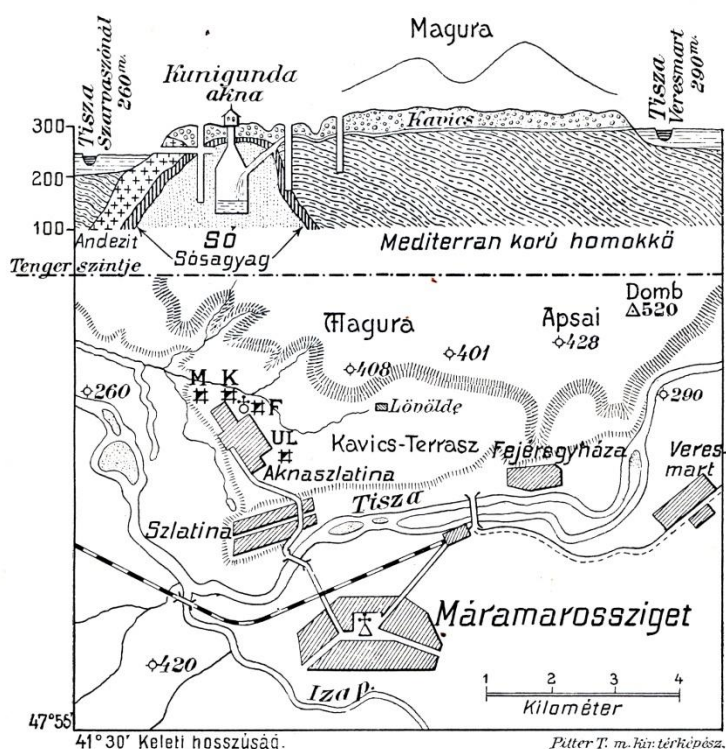 Magura
Tisza
Szarvaszónál
260 m.
Kunigunda
akna
Tisza
Veresmart
290 m.
Kavics
300
200
100
Andezit
Só
Sósagyag
Mediterran korú homokkő
Tenger szintje
Domb
△520
Magura
Apsai
428
401
408
260
M
K
F
290
Lövölde
UL
Kavics-Terrasz
Fejéregyháza
Veres-
mart
Aknaszlatina
Tisza
Szlatina
Máramarossziget
420
Iza p.
1 2 3 4
Kilométer
47°55'
41°30' Keleti hosszúság.
Pitter T. m. kir. térképész.